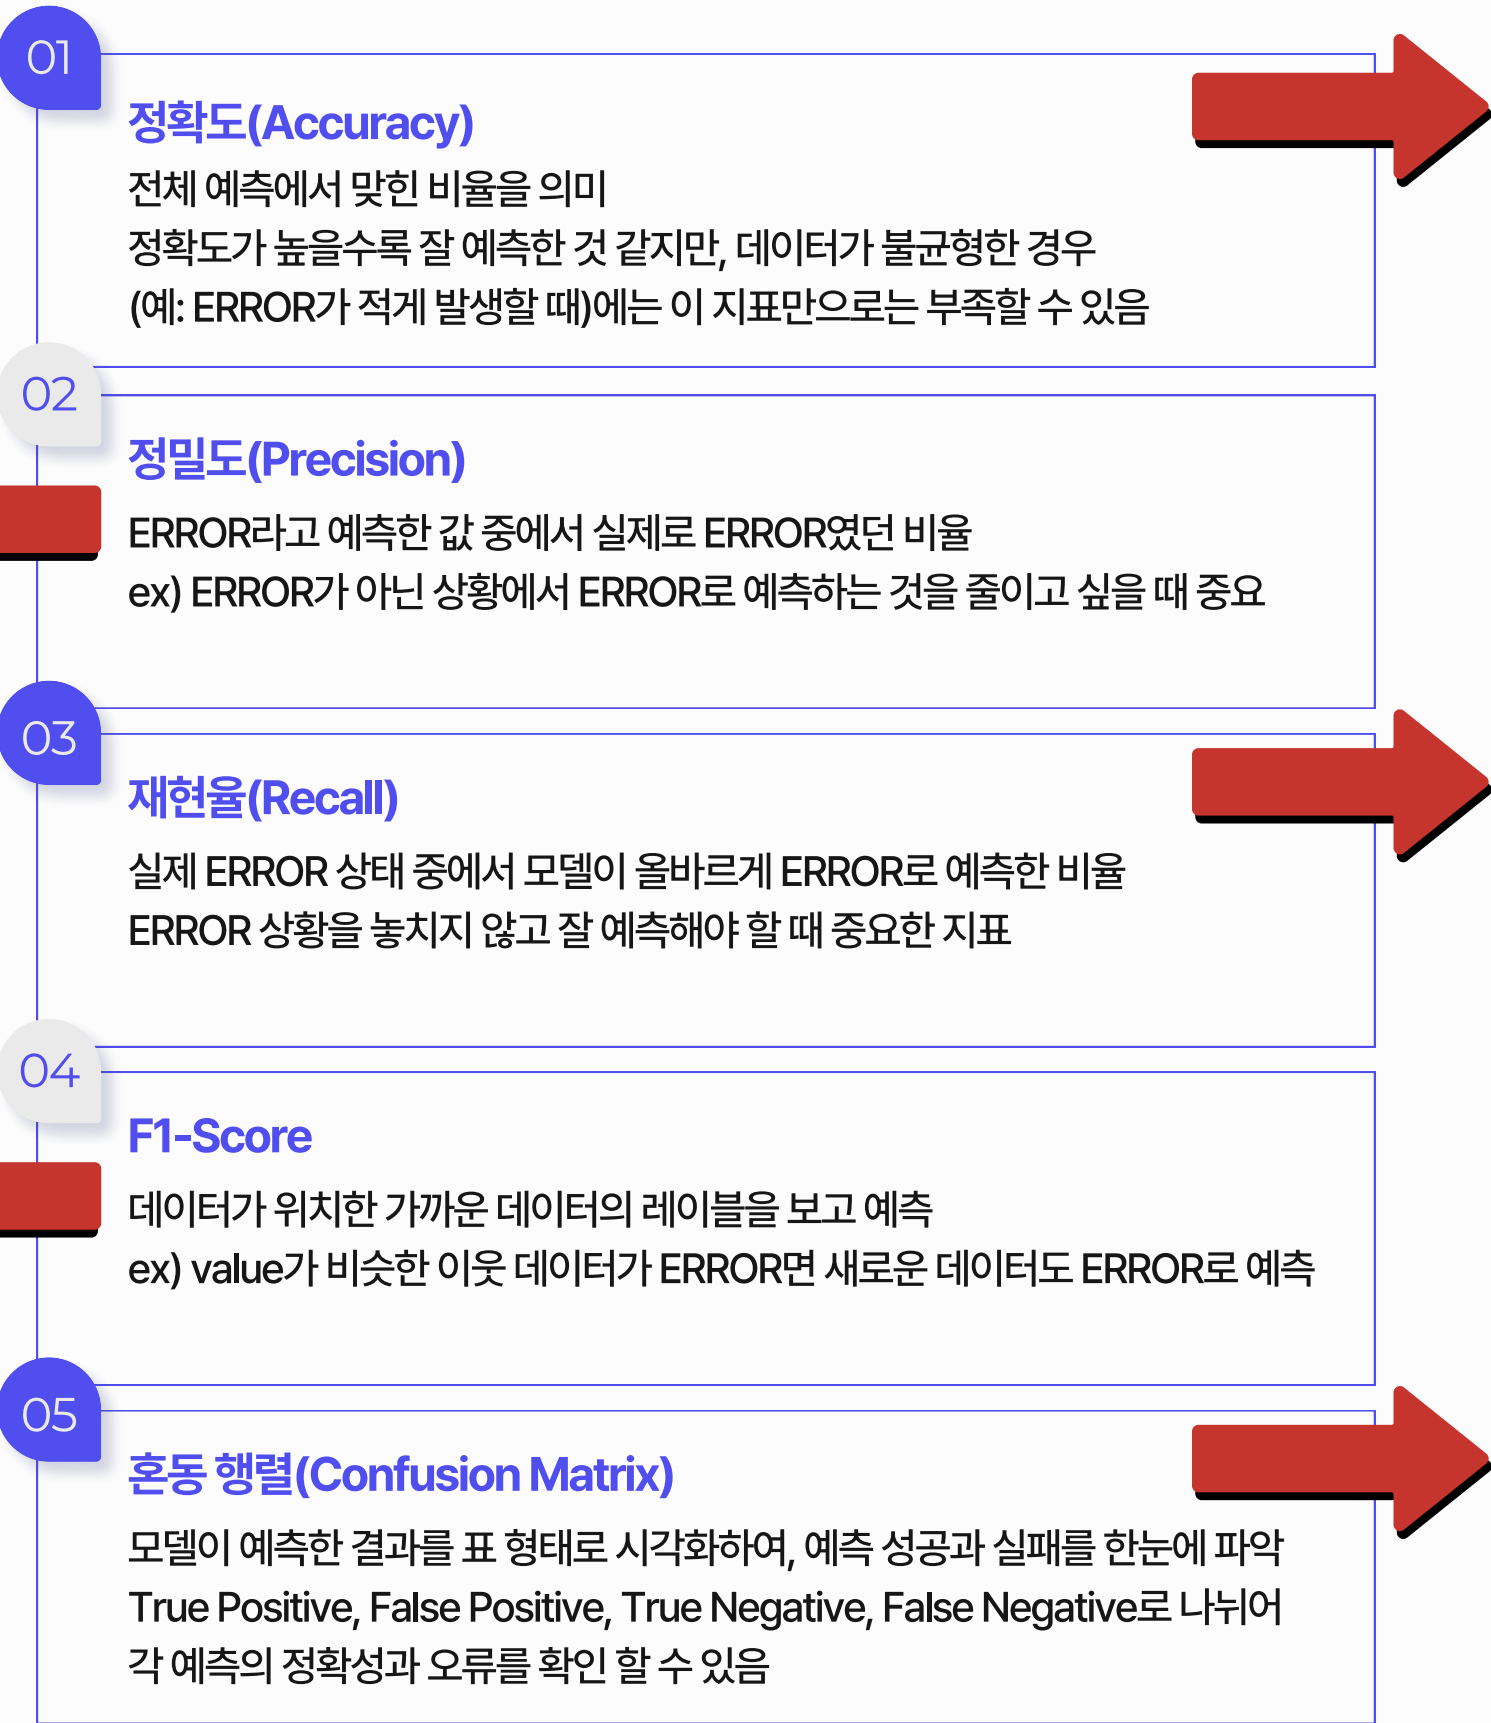 01
정확도(Accuracy)
전체 예측에서 맞힌 비율을 의미
정확도가 높을수록 잘 예측한 것 같지만, 데이터가 불균형한 경우
(예: ERROR가 적게 발생할 때)에는 이 지표만으로는 부족할 수 있음
02
정밀도(Precision)
ERROR라고 예측한 값 중에서 실제로 ERROR였던 비율
ex) ERROR가 아닌 상황에서 ERROR로 예측하는 것을 줄이고 싶을 때 중요
03
재현율(Recall)
실제 ERROR 상태 중에서 모델이 올바르게 ERROR로 예측한 비율
ERROR 상황을 놓치지 않고 잘 예측해야 할 때 중요한 지표
04
F1-Score
데이터가 위치한 가까운 데이터의 레이블을 보고 예측
ex) value가 비슷한 이웃 데이터가 ERROR면 새로운 데이터도 ERROR로 예측
05
혼동 행렬(Confusion Matrix)
모델이 예측한 결과를 표 형태로 시각화하여, 예측 성공과 실패를 한눈에 파악
True Positive, False Positive, True Negative, False Negative로 나뉘어
각 예측의 정확성과 오류를 확인 할 수 있음